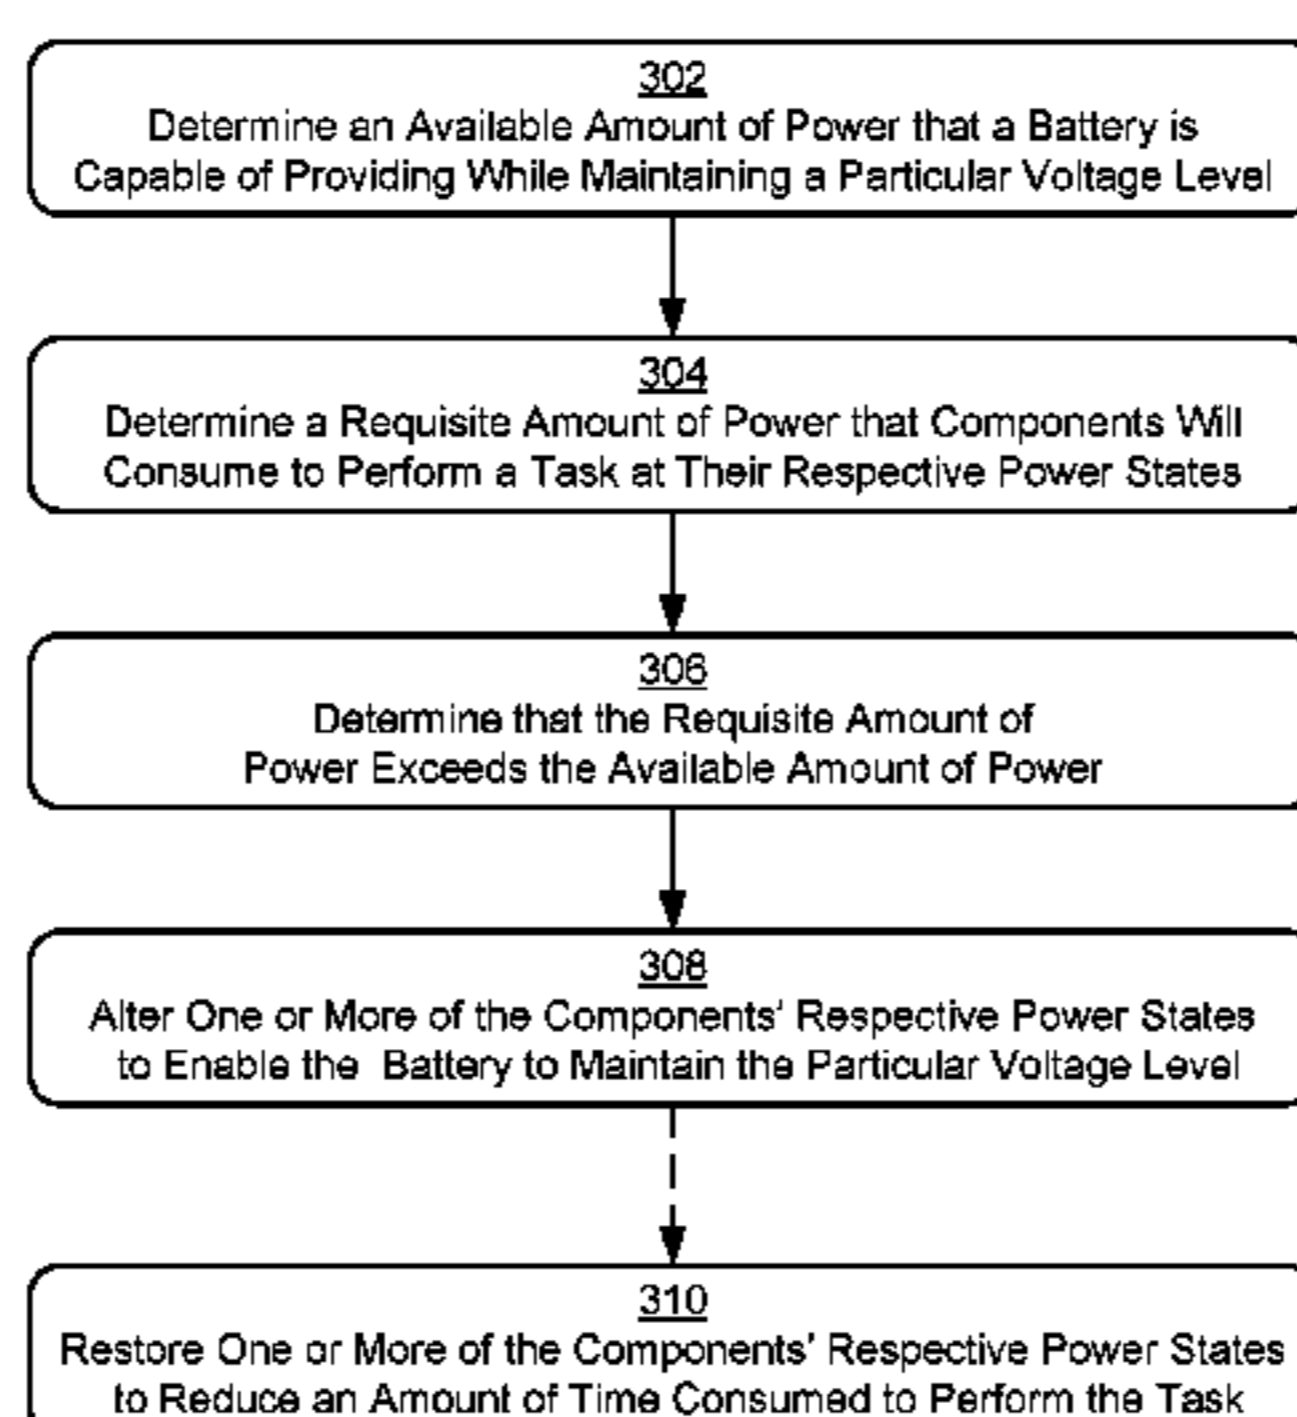 302
Determine an Available Amount of Power that a Battery is
Capable of Providing While Maintaining a Particular Voltage Level
304
Determine a Requisite Amount of Power that Components Will
Consume to Perform a Task at Their Respective Power States
306
Determine that the Requisite Amount of
Power Exceeds the Available Amount of Power
308
Alter One or More of the Components' Respective Power States
to Enable the Battery to Maintain the Particular Voltage Level
310
Restore One or More of the Components' Respective Power States
to Reduce an Amount of Time Consumed to Perform the Task